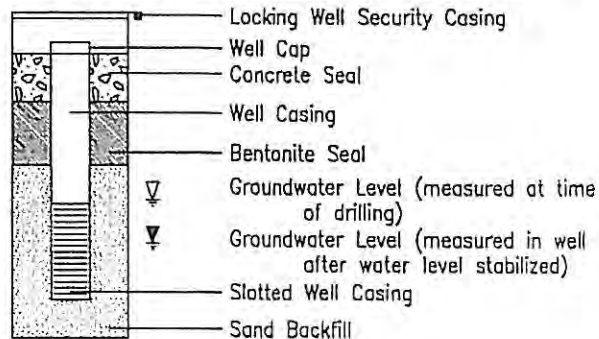 Locking Well Security Casing
Well Cap
Concrete Seal
Well Casing
Bentonite Seal
Groundwater Level (measured at time
of drilling)
Groundwater Level (measured in well
after water level stabilized)
Slotted Well Casing
Sand Backfill